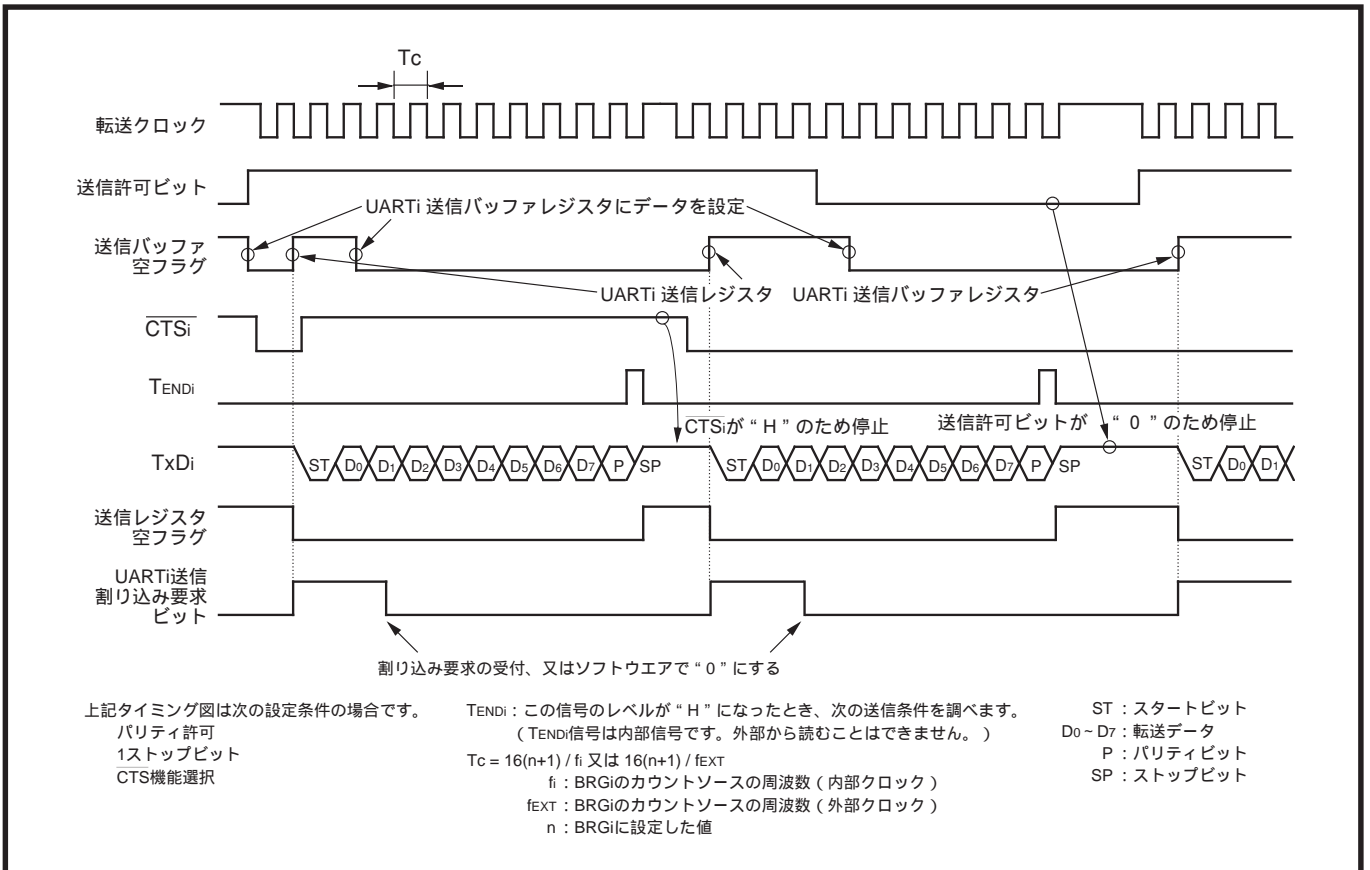 Tc
転送クロック
送信許可ビット
UARTi 送信バッファレジスタにデータを設定
送信バッファ
空フラグ
UARTi 送信レジスタ UARTi 送信バッファレジスタ
CTSi
TENDi
CTSiが“H”のため停止
送信許可ビットが“0”のため停止
TxDi
ST D0 D1 D2 D3 D4 D5 D6 D7 P SP ST D0 D1 D2 D3 D4 D5 D6 D7 P SP ST D0 D1
送信レジスタ
空フラグ
UARTi送信
割り込み要求
ビット
割り込み要求の受付、又はソフトウエアで“0”にする
上記タイミング図は次の設定条件の場合です。
パリティ許可
1ストップビット
CTS機能選択
TENDi：この信号のレベルが“H”になったとき、次の送信条件を調べます。
（TENDi信号は内部信号です。外部から読むことはできません。）
Tc = 16(n+1) / fi 又は 16(n+1) / fEXT
fi：BRGiのカウントソースの周波数（内部クロック）
fEXT：BRGiのカウントソースの周波数（外部クロック）
n：BRGiに設定した値
ST：スタートビット
D0~D7：転送データ
P：パリティビット
SP：ストップビット